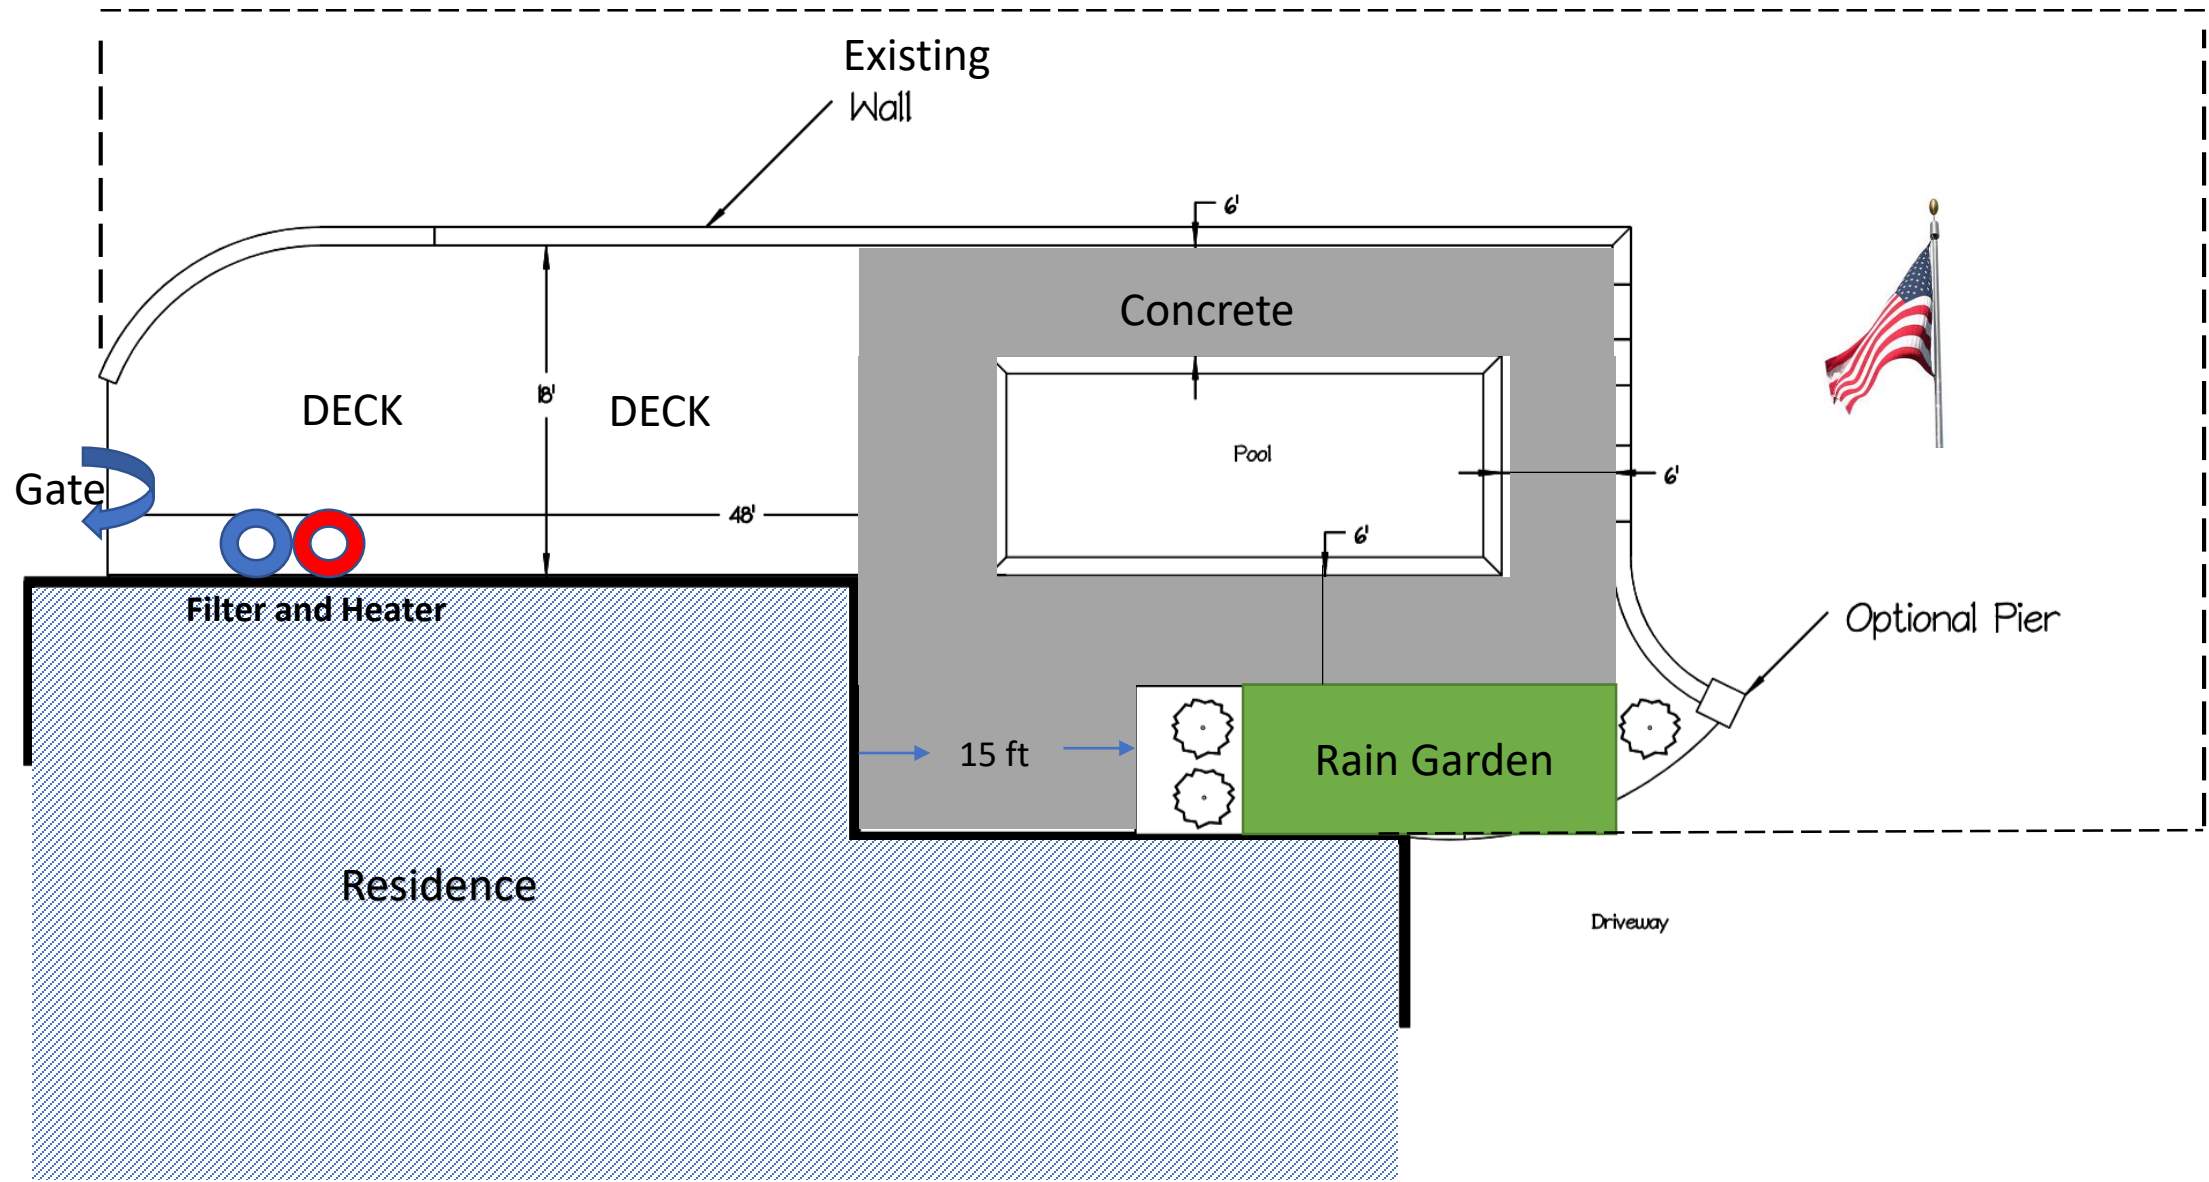 Existing
Wall
6'
Concrete
DECK
18'
DECK
Pool
6'
Gate
48'
6'
Filter and Heater
Optional Pier
15 ft
Rain Garden
Residence
Driveway